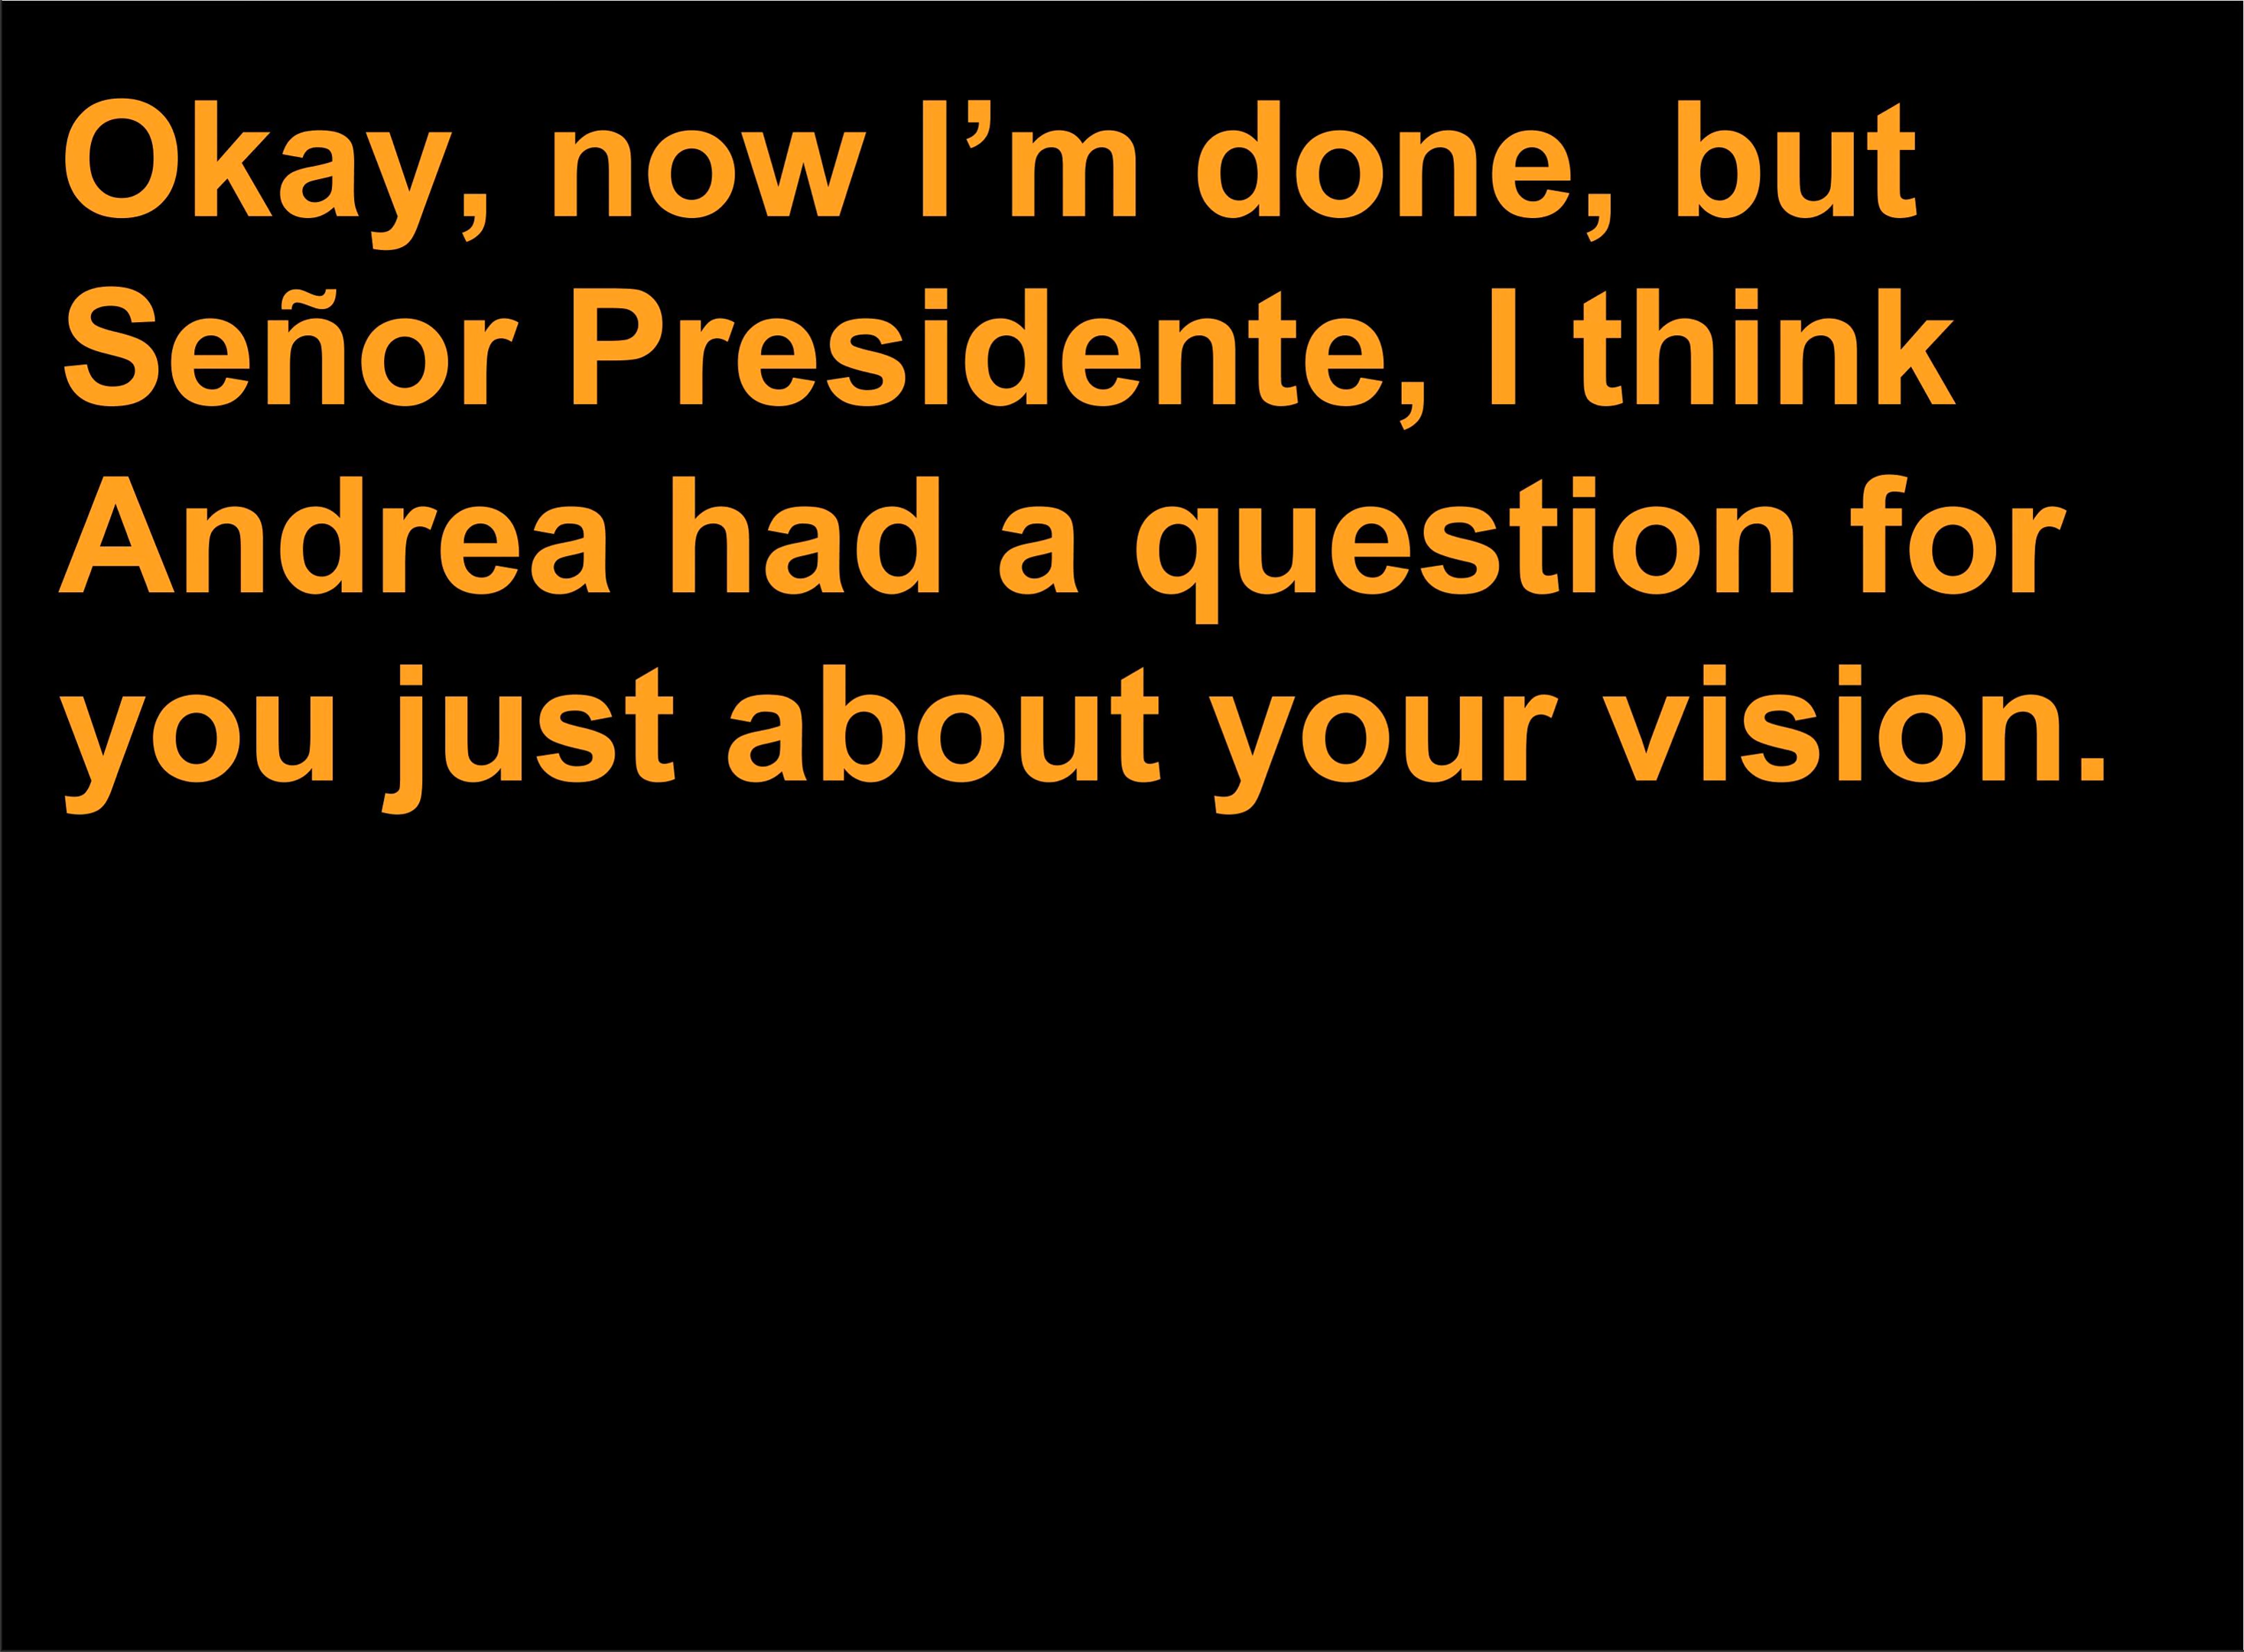 Okay, now I’m done, but
Señor Presidente, I think
Andrea had a question for
you just about your vision.